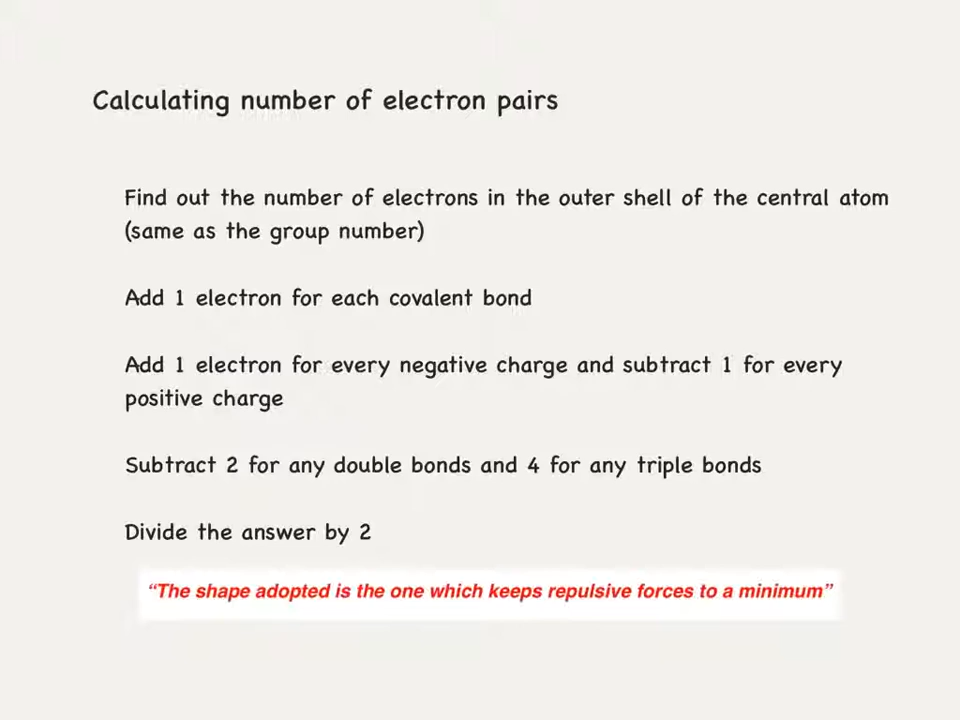 Calculating number of electron pairs
Find out the number of electrons in the outer shell of the central atom
(same as the group number)
Add 1 electron for each covalent bond
Add 1 electron for every negative charge and subtract 1 for every
positive charge
Subtract 2 for any double bonds and 4 for any triple bonds
Divide the answer by 2
“The shape adopted is the one which keeps repulsive forces to a minimum”